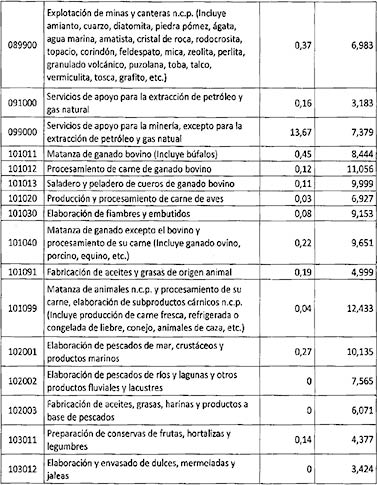 Explotación de minas y canteras n.c.p. (Incluye
amianto, cuarzo, diatomita, piedra pómez, ágata,
agua marina, amatista, cristal de roca, rodocrosita,
089900 topacio, corindón, feldespato, mica, zeolita, perlita, 0,37 6,983
granulado volcánico, puzolana, toba, talco,
vermiculita, tosca, grafito, etc.)
091000 Servicios de apoyo para la extracción de petróleo y 0,16 3,183
gas natural
099000 Servicios de apoyo para la minería, excepto para la 13,67 7,379
extracción de petróleo y gas natual
101011 Matanza de ganado bovino (Incluye búfalos) 0,45 8,444
101012 Procesamiento de carne de ganado bovino 0,12 11,056
101013 Saladero y peladero de cueros de ganado bovino 0,11 9,999
101020 Producción y procesamiento de carne de aves 0,03 6,927
101030 Elaboración de fiambres y embutidos 0,08 9,153
Matanza de ganado excepto el bovino y
101040 procesamiento de su carne (Incluye ganado ovino, 0,22 9,651
porcino, equino, etc.)
101091 Fabricación de aceites y grasas de origen animal 0,19 4,999
Matanza de animales n.c.p. y procesamiento de su
101099 carne, elaboración de subproductos cárnicos n.c.p. 0,04 12,433
(Incluye producción de carne fresca, refrigerada o
congelada de liebre, conejo, animales de caza, etc.)
102001 Elaboración de pescados de mar, crustáceos y 0,27 10,135
productos marinos
102002 Elaboración de pescados de ríos y lagunas y otros 0 7,565
productos fluviales y lacustres
102003 Fabricación de aceites, grasas, harinas y productos a 0 6,071
base de pescados
103011 Preparación de conservas de frutas, hortalizas y 0,14 4,377
legumbres
103012 Elaboración y envasado de dulces, mermeladas y 0 3,424
jaleas